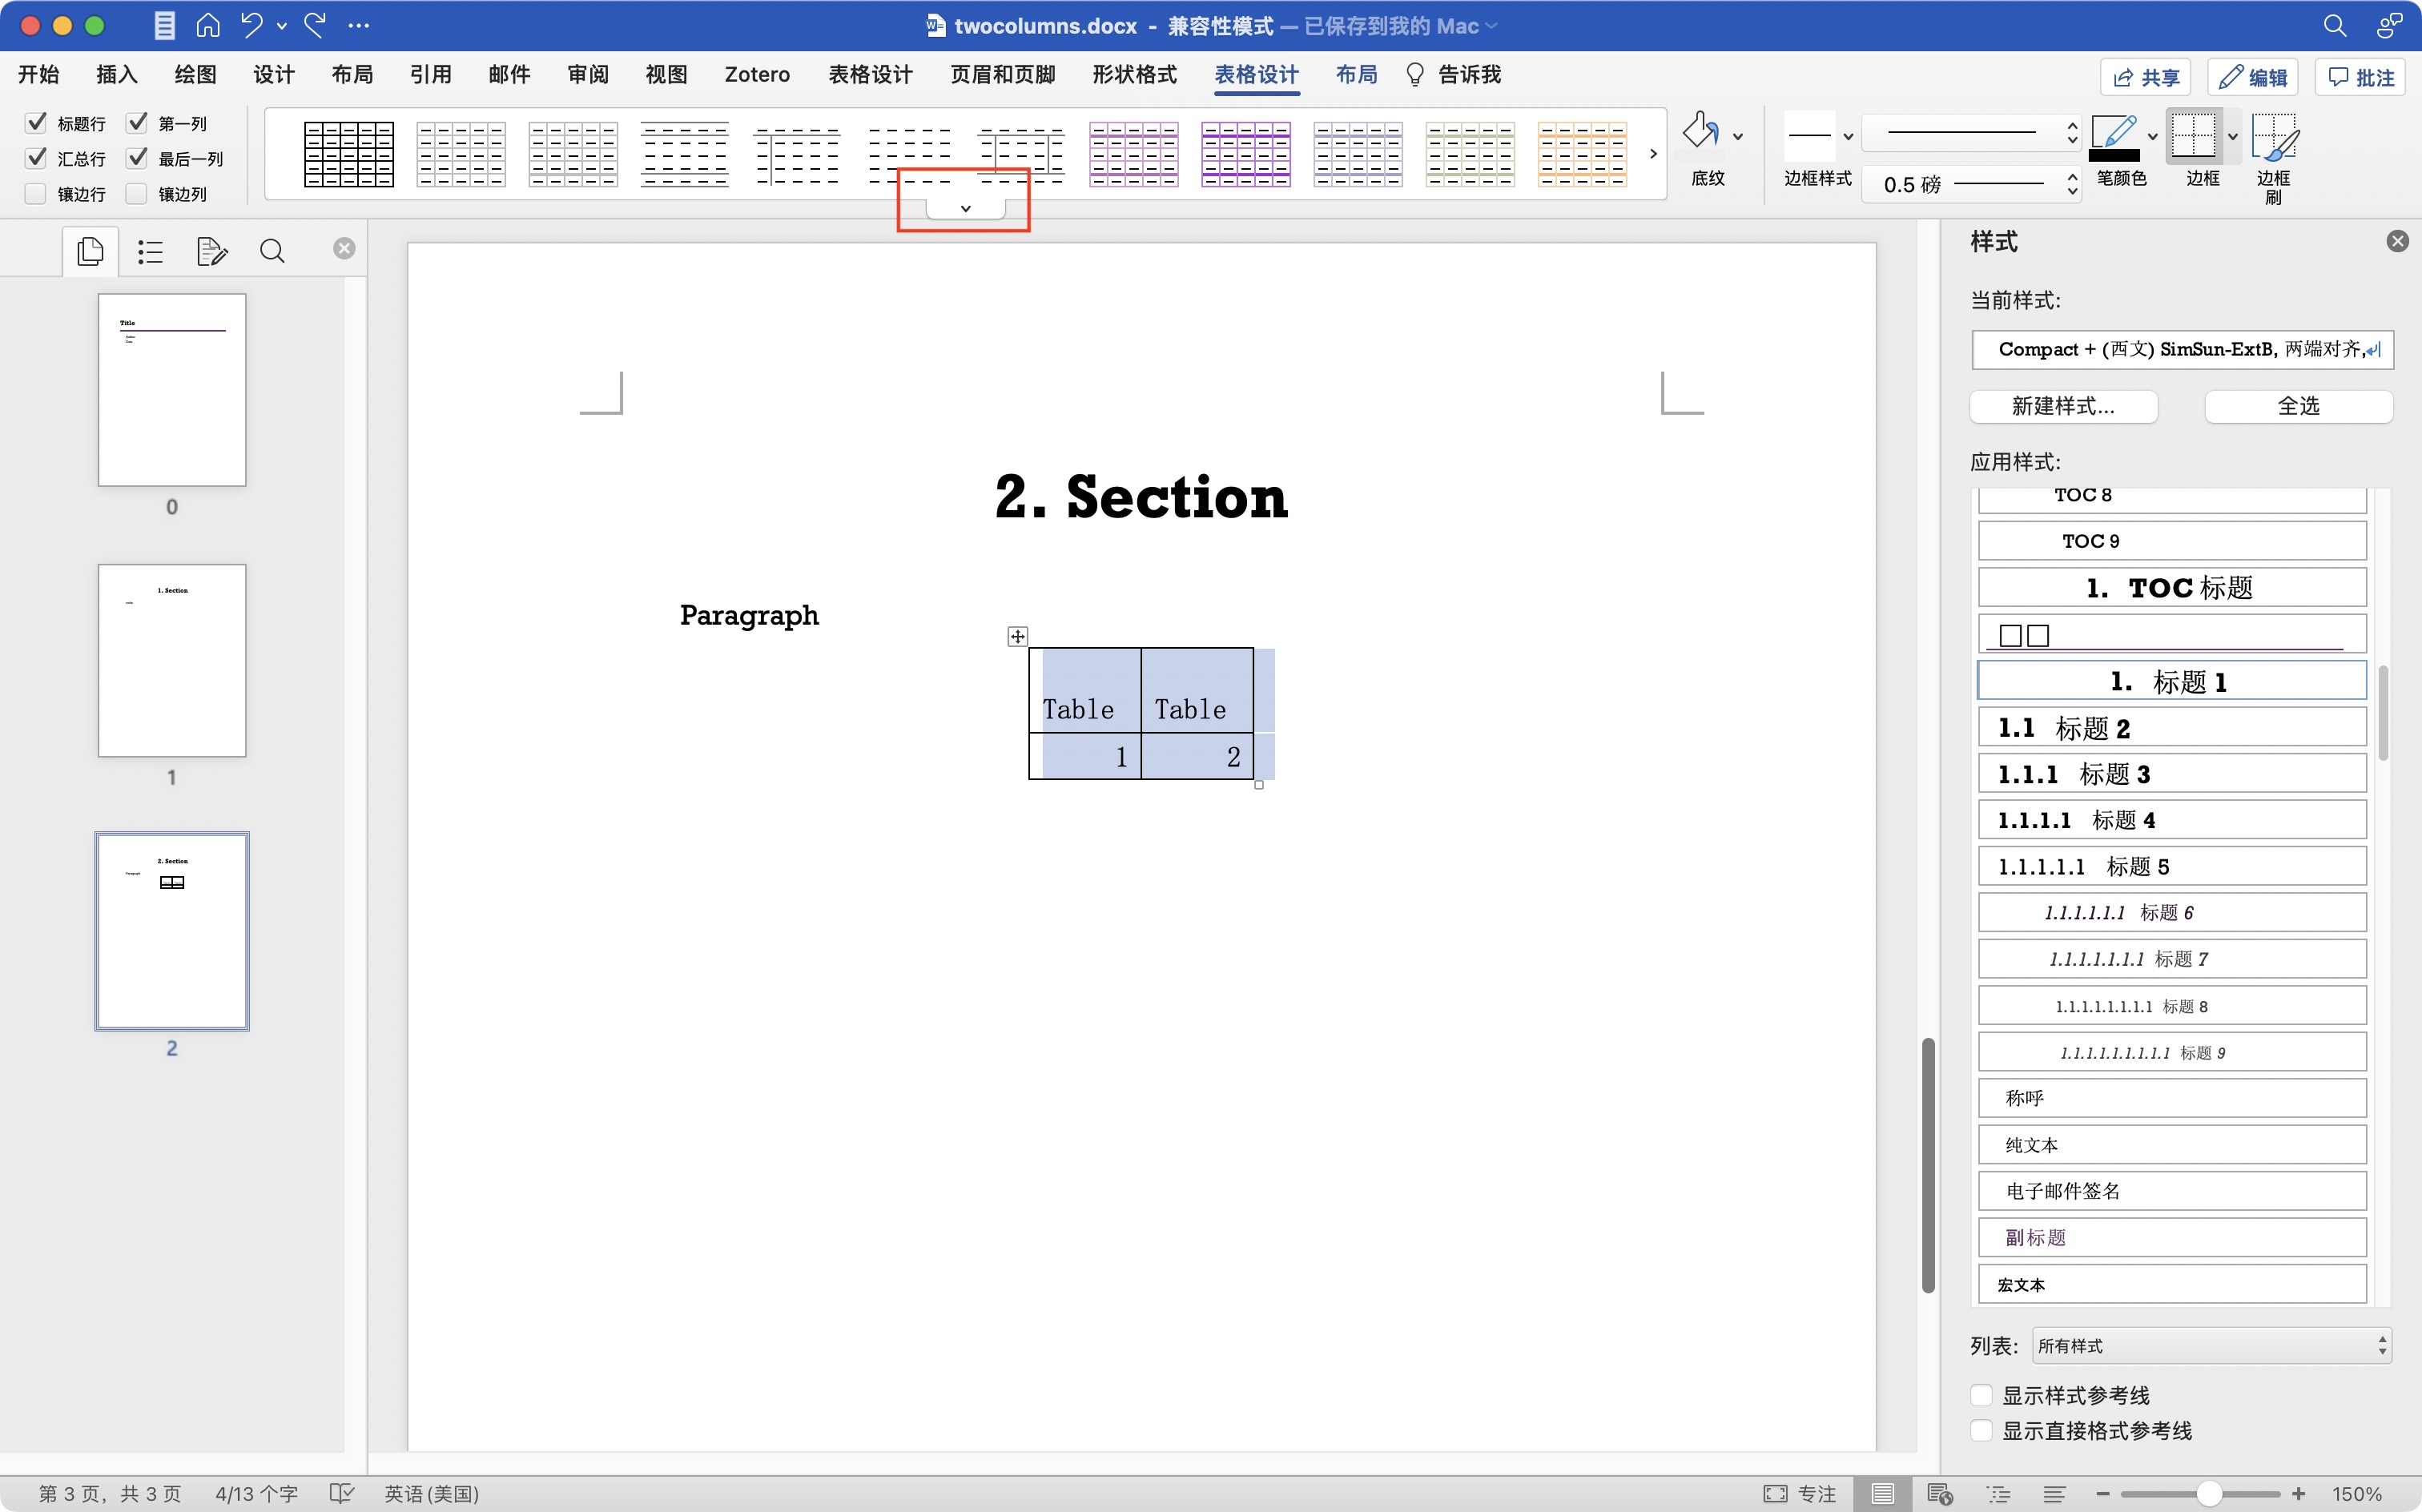 twocolumns.docx - 兼容性模式 — 已保存到我的 Mac
开始 插入 绘图 设计 布局 引用 邮件 审阅 视图 Zotero 表格设计 页眉和页脚 形状格式 表格设计 布局 告诉我 共享 编辑 批注
标题行 第一列
汇总行 最后一列
镶边行 镶边列
底纹 边框样式 0.5 磅 笔颜色 边框 边框刷
Title
0
1. Section
1
2. Section
Paragraph
2
2. Section
Paragraph
Table Table
1 2
样式
当前样式:
Compact + (西文) SimSun-ExtB, 两端对齐,
新建样式... 全选
应用样式:
TOC 8
TOC 9
1. TOC 标题
1. 标题 1
1.1 标题 2
1.1.1 标题 3
1.1.1.1 标题 4
1.1.1.1.1 标题 5
1.1.1.1.1.1 标题 6
1.1.1.1.1.1.1 标题 7
1.1.1.1.1.1.1.1 标题 8
1.1.1.1.1.1.1.1.1 标题 9
称呼
纯文本
电子邮件签名
副标题
宏文本
列表: 所有样式
显示样式参考线
显示直接格式参考线
第 3 页，共 3 页 4/13 个字 英语(美国) 专注 150%